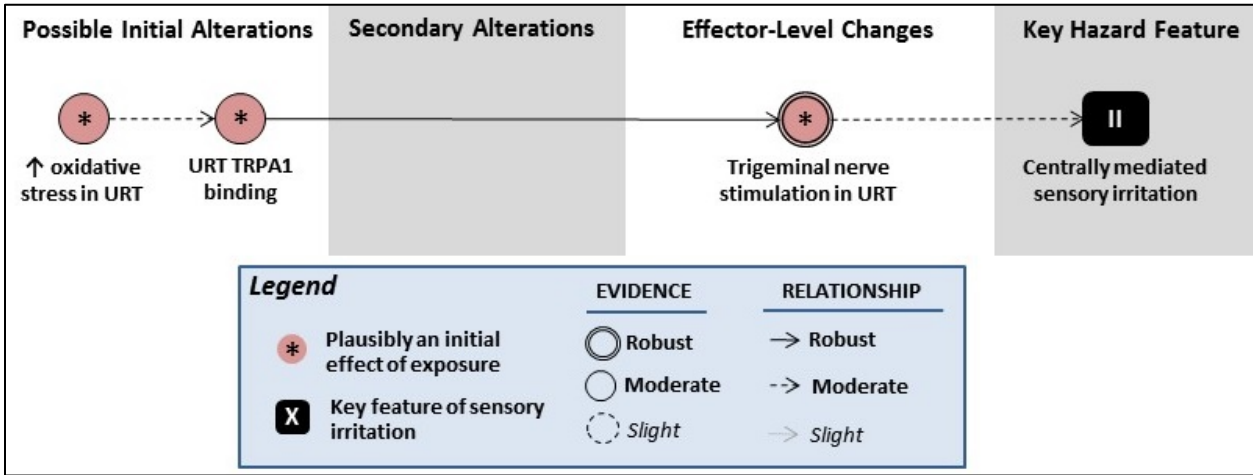 Possible Initial Alterations
Secondary Alterations
Effector-Level Changes
Key Hazard Feature
*
*
*
II
↑ oxidative
stress in URT
URT TRPA1
binding
Trigeminal nerve
stimulation in URT
Centrally mediated
sensory irritation
Legend
EVIDENCE
RELATIONSHIP
* Plausibly an initial
effect of exposure
X Key feature of sensory
irritation
Robust
Moderate
Slight
Robust
Moderate
Slight